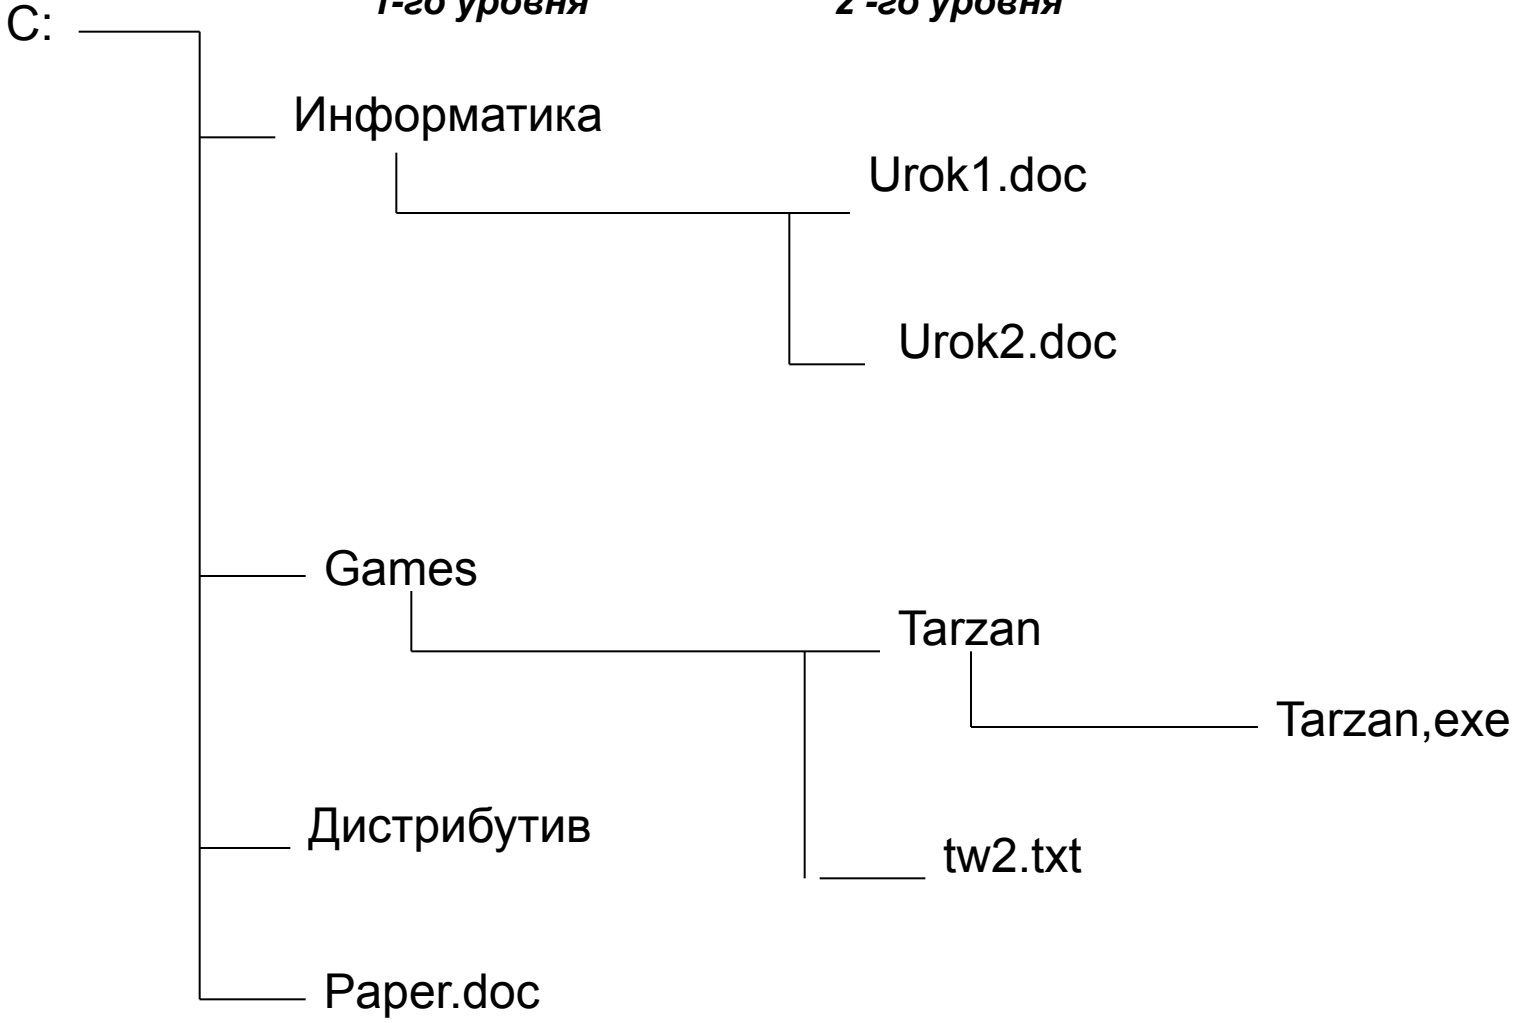 1-го уровня 2 -го уровня
C:
Информатика
Urok1.doc
Urok2.doc
Games
Tarzan
Tarzan,exe
Дистрибутив
tw2.txt
Paper.doc